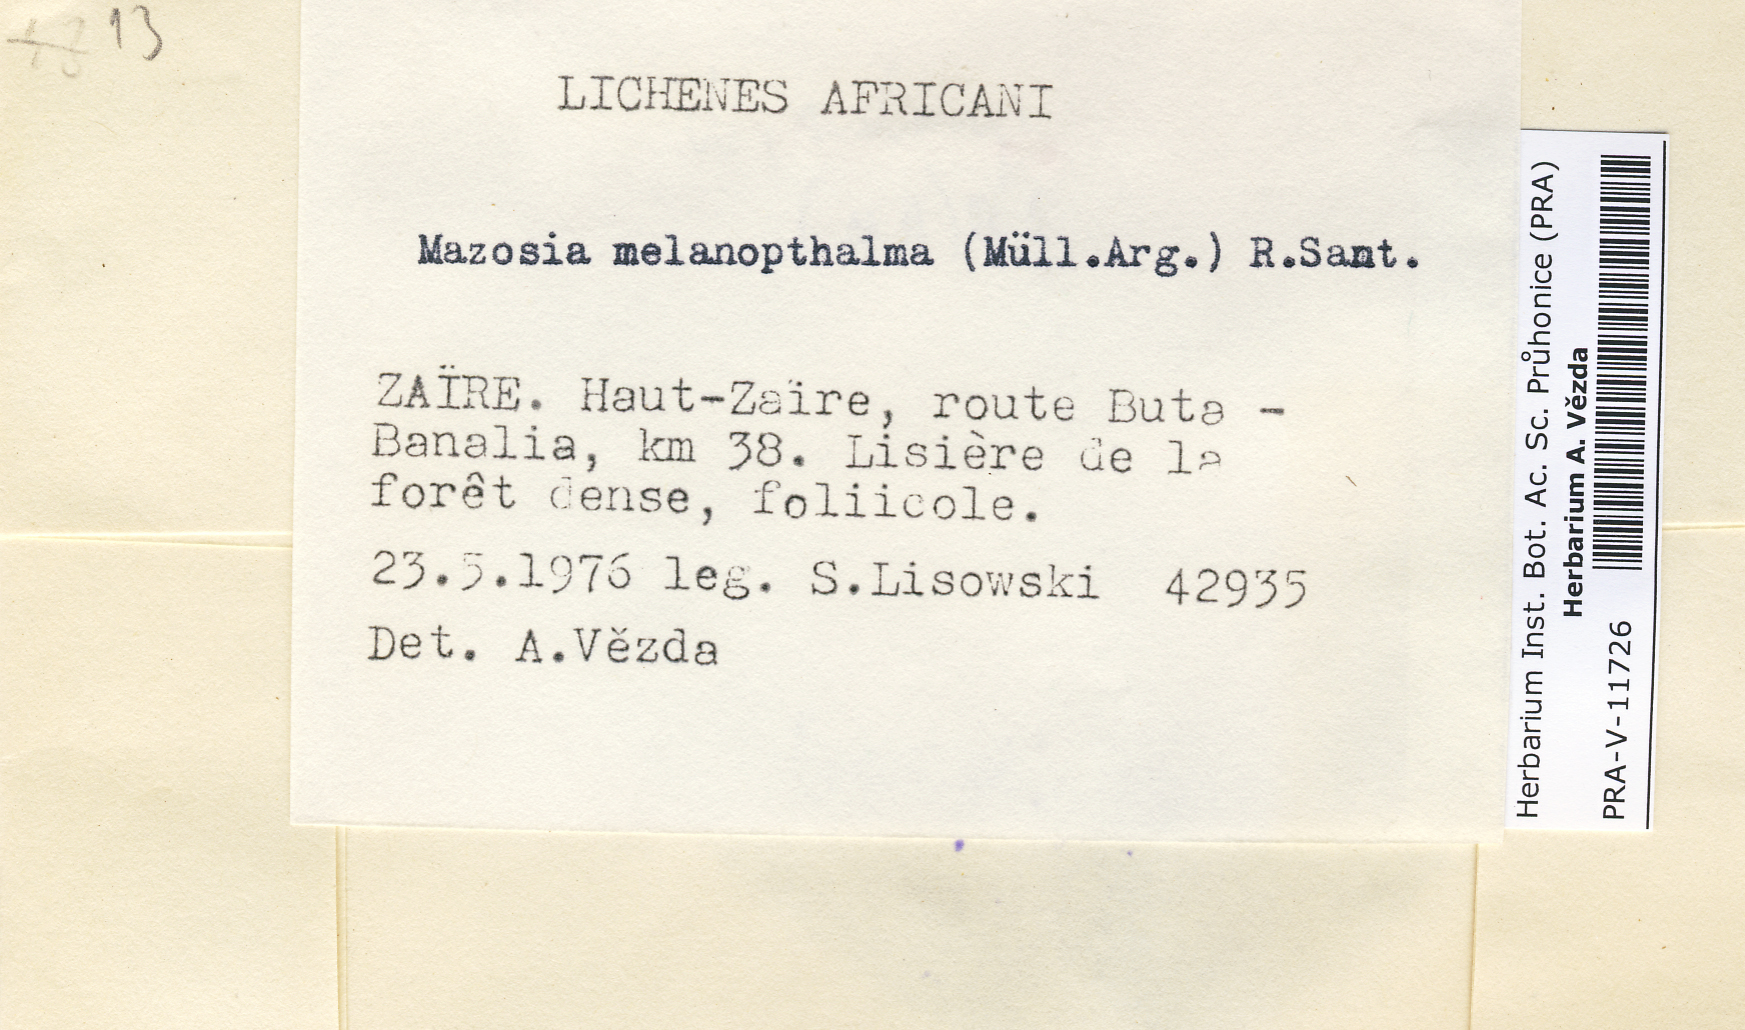 13
LICHENES AFRICANI
Mazosia melanopthalma (Müll.Arg.) R.Sant.
ZAÏRE. Haut-Zaïre, route Buta -
Banalia, km 38. Lisière de la
forêt dense, foliicole.
23.5.1976 leg. S.Lisowski 42935
Det. A.Vězda
Herbarium Inst. Bot. Ac. Sc. Průhonice (PRA)
Herbarium A. Vězda
PRA-V-11726